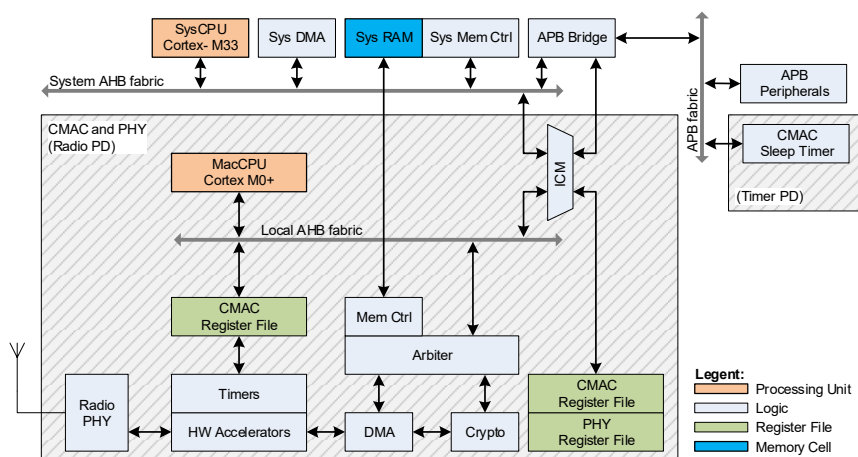 SysCPU
Cortex- M33
Sys DMA
Sys RAM
Sys Mem Ctrl
APB Bridge
System AHB fabric
APB fabric
APB
Peripherals
CMAC
Sleep Timer
(Timer PD)
CMAC and PHY
(Radio PD)
MacCPU
Cortex M0+
ICM
Local AHB fabric
CMAC
Register File
Mem Ctrl
Arbiter
Radio
PHY
Timers
HW Accelerators
DMA
Crypto
CMAC
Register File
PHY
Register File
Legend:
Processing Unit
Logic
Register File
Memory Cell